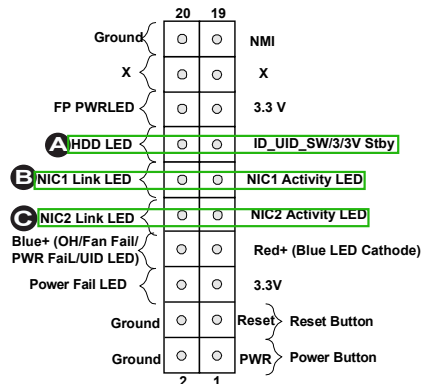 20 19
Ground NMI
X X
FP PWRLED 3.3 V
A HDD LED ID_UID_SW/3/3V Stby
B NIC1 Link LED NIC1 Activity LED
C NIC2 Link LED NIC2 Activity LED
Blue+ (OH/Fan Fail/
PWR FaiL/UID LED) Red+ (Blue LED Cathode)
Power Fail LED 3.3V
Ground Reset Reset Button
Ground PWR Power Button
2 1